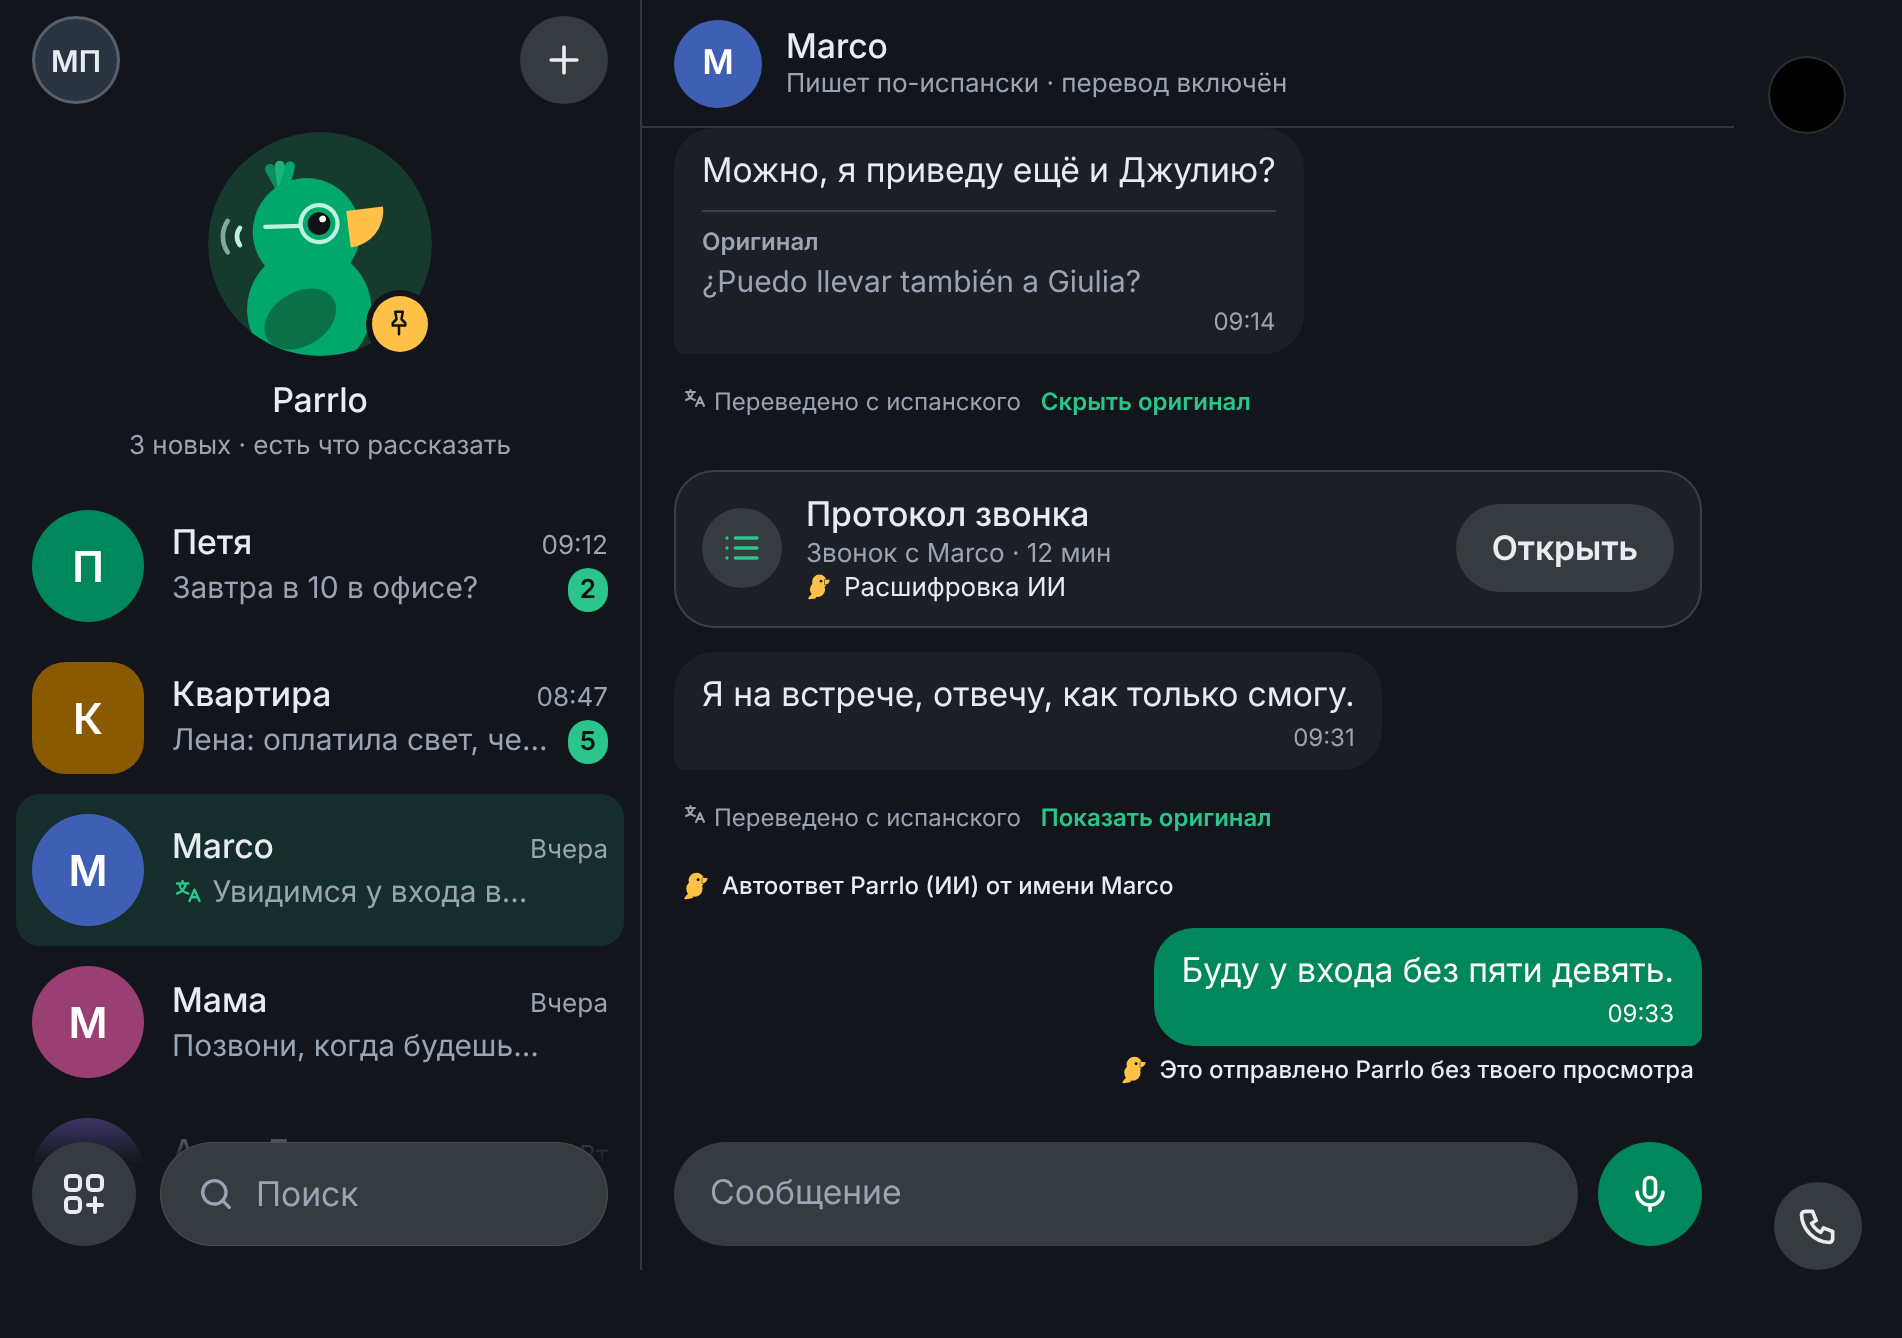 МП
Parrlo
3 новых · есть что рассказать
П
Петя
09:12
Завтра в 10 в офисе?
2
К
Квартира
08:47
Лена: оплатила свет, че...
5
M
Marco
Вчера
Увидимся у входа в...
М
Мама
Вчера
Позвони, когда будешь...
Вт
Поиск
M
Marco
Пишет по-испански · перевод включён
Можно, я приведу ещё и Джулию?
Оригинал
¿Puedo llevar también a Giulia?
09:14
Переведено с испанского Скрыть оригинал
Протокол звонка
Звонок с Marco · 12 мин
Расшифровка ИИ
Открыть
Я на встрече, отвечу, как только смогу.
09:31
Переведено с испанского Показать оригинал
Автоответ Parrlo (ИИ) от имени Marco
Буду у входа без пяти девять.
09:33
Это отправлено Parrlo без твоего просмотра
Сообщение